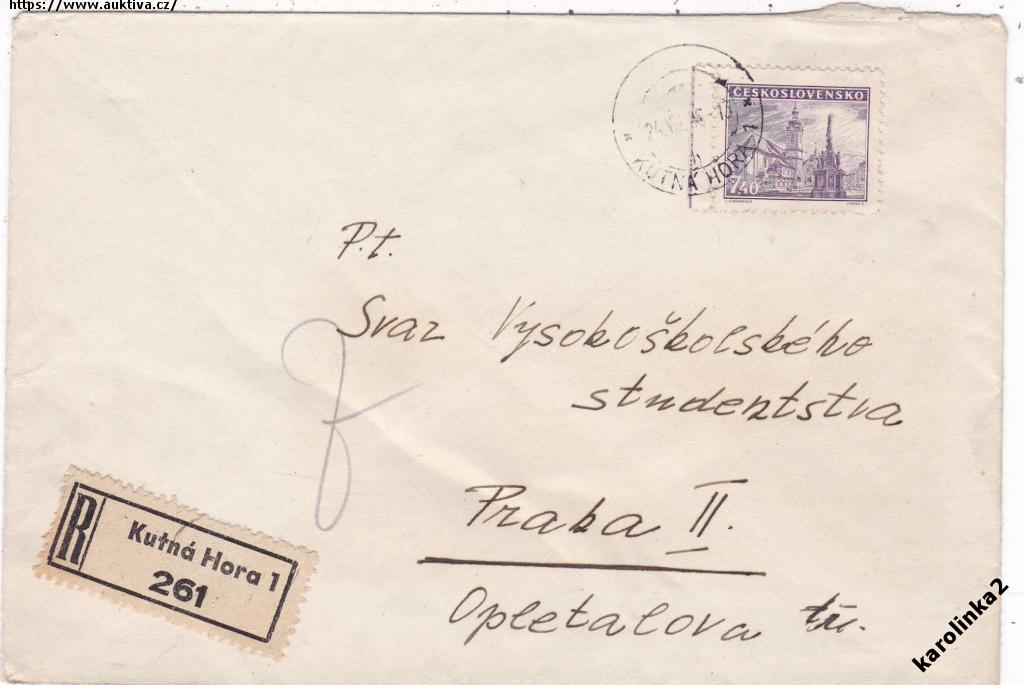 https://www.auktiva.cz/
ČESKOSLOVENSKO
7.40
KUTNÁ HORA 1
P.t.
Svaz Vysokoškolského
studentstva
Praha II.
Opletalova tř.
R
Kutná Hora 1
261
karolinka2